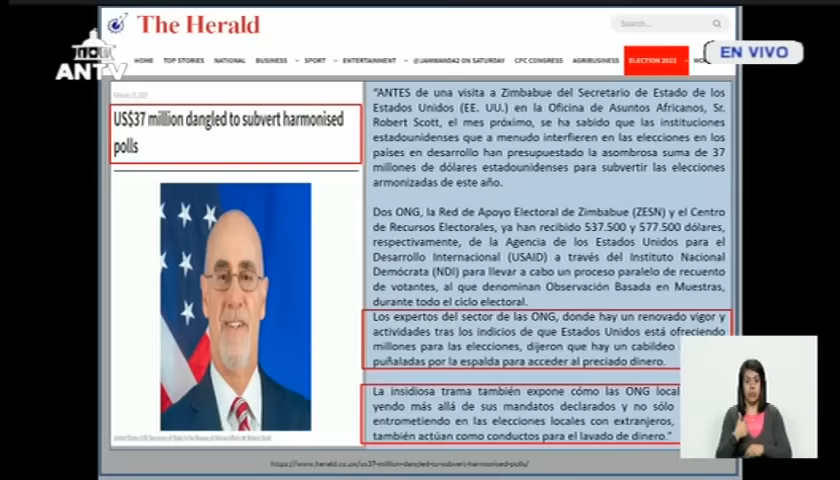 The Herald
Search...
ANTV
HOME TOP STORIES NATIONAL BUSINESS SPORT ENTERTAINMENT @JAMWANDA2 ON SATURDAY CPC CONGRESS AGRIBUSINESS ELECTION 2023
EN VIVO
US$37 million dangled to subvert harmonised
polls
“ANTES de una visita a Zimbabue del Secretario de Estado de los
Estados Unidos (EE. UU.) en la Oficina de Asuntos Africanos, Sr.
Robert Scott, el mes próximo, se ha sabido que las instituciones
estadounidenses que a menudo interfieren en las elecciones en los
países en desarrollo han presupuestado la asombrosa suma de 37
millones de dólares estadounidenses para subvertir las elecciones
armonizadas de este año.
Dos ONG, la Red de Apoyo Electoral de Zimbabue (ZESN) y el Centro
de Recursos Electorales, ya han recibido 537.500 y 577.500 dólares,
respectivamente, de la Agencia de los Estados Unidos para el
Desarrollo Internacional (USAID) a través del Instituto Nacional
Demócrata (NDI) para llevar a cabo un proceso paralelo de recuento
de votantes, al que denominan Observación Basada en Muestras,
durante todo el ciclo electoral.
Los expertos del sector de las ONG, donde hay un renovado vigor y
actividades tras los indicios de que Estados Unidos está ofreciendo
millones para las elecciones, dijeron que hay un cabildeo
puñaladas por la espalda para acceder al preciado dinero.
La insidiosa trama también expone cómo las ONG local
yendo más allá de sus mandatos declarados y no sólo
entrometiendo en las elecciones locales con extranjeros,
también actúan como conductos para el lavado de dinero.”
https://www.herald.co.zw/us37-million-dangled-to-subvert-harmonised-polls/